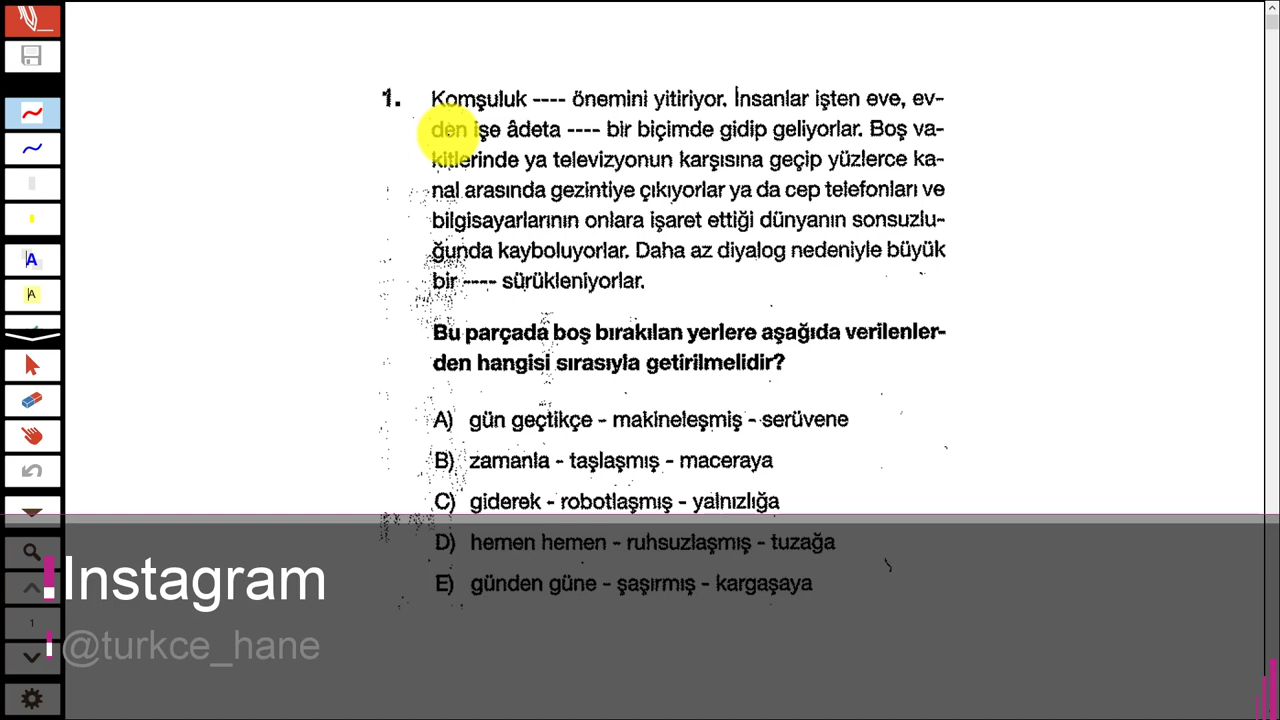 1. Komşuluk ---- önemini yitiriyor. İnsanlar işten eve, ev-
den işe âdeta ---- bir biçimde gidip geliyorlar. Boş va-
kitlerinde ya televizyonun karşısına geçip yüzlerce ka-
nal arasında gezintiye çıkıyorlar ya da cep telefonları ve
bilgisayarlarının onlara işaret ettiği dünyanın sonsuzlu-
ğunda kayboluyorlar. Daha az diyalog nedeniyle büyük
bir ---- sürükleniyorlar.
Bu parçada boş bırakılan yerlere aşağıda verilenler-
den hangisi sırasıyla getirilmelidir?
A) gün geçtikçe - makineleşmiş - serüvene
B) zamanla - taşlaşmış - maceraya
C) giderek - robotlaşmış - yalnızlığa
D) hemen hemen - ruhsuzlaşmış - tuzağa
E) günden güne - şaşırmış - kargaşaya
Instagram
@turkce_hane
A
A
1